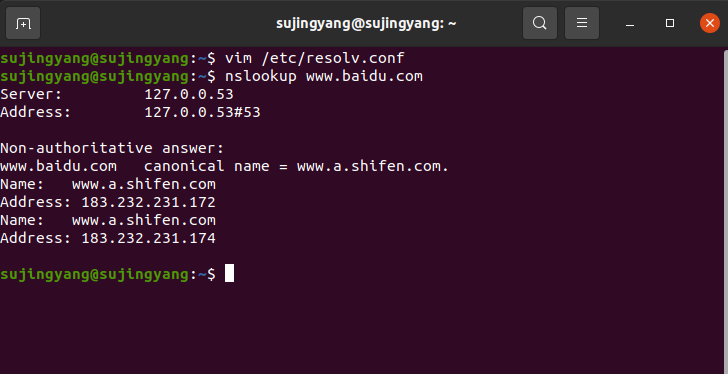 sujingyang@sujingyang: ~
sujingyang@sujingyang:~$ vim /etc/resolv.conf
sujingyang@sujingyang:~$ nslookup www.baidu.com
Server:         127.0.0.53
Address:        127.0.0.53#53
Non-authoritative answer:
www.baidu.com   canonical name = www.a.shifen.com.
Name:   www.a.shifen.com
Address: 183.232.231.172
Name:   www.a.shifen.com
Address: 183.232.231.174
sujingyang@sujingyang:~$